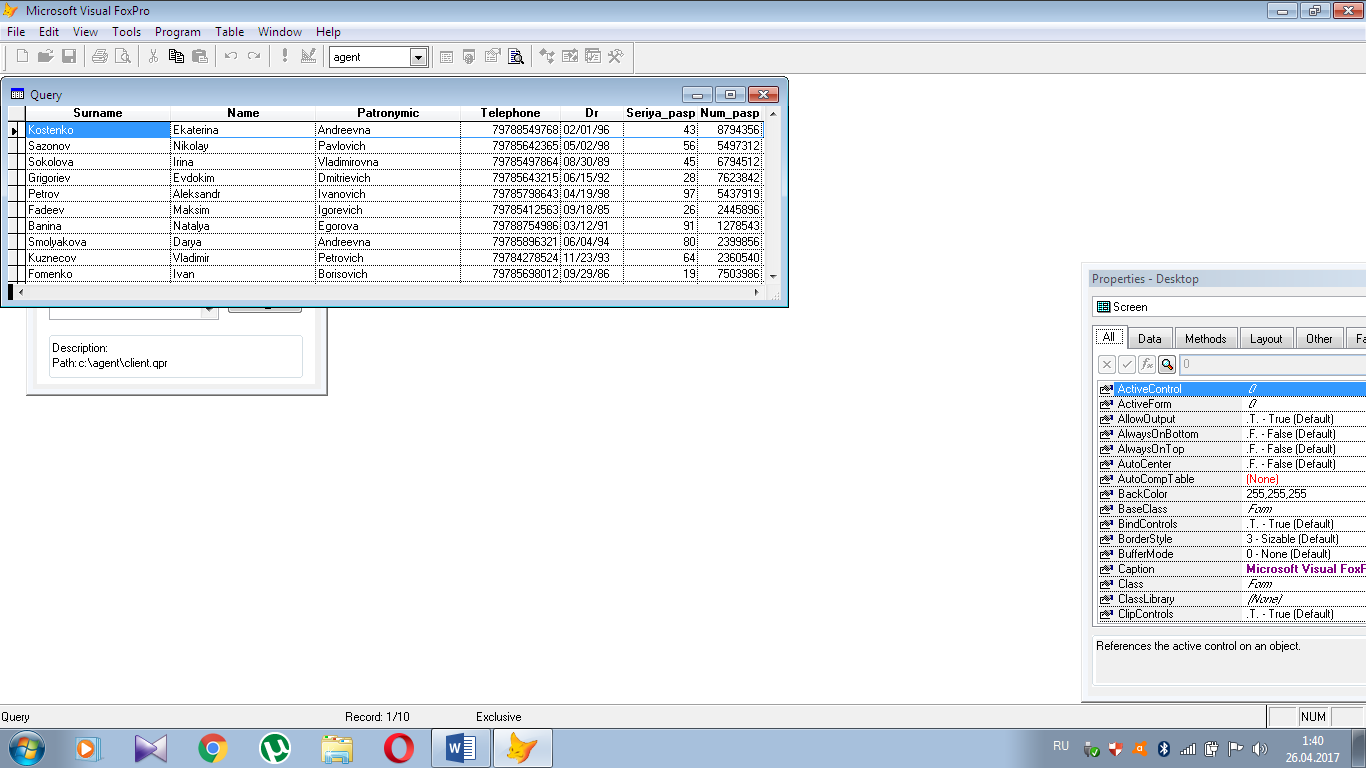 Microsoft Visual FoxPro
File Edit View Tools Program Table Window Help
agent
Query
Surname Name Patronymic Telephone Dr Seriya_pasp Num_pasp
Kostenko Ekaterina Andreevna 79788549768 02/01/96 43 8794356
Sazonov Nikolay Pavlovich 79785642365 05/02/98 56 5497312
Sokolova Irina Vladimirovna 79785497864 08/30/89 45 6794512
Grigoriev Evdokim Dmitrievich 79785643215 06/15/92 28 7623842
Petrov Aleksandr Ivanovich 79785798643 04/19/98 97 5437919
Fadeev Maksim Igorevich 79785412563 09/18/85 26 2445896
Banina Natalya Egorova 79788754986 03/12/91 91 1278543
Smolyakova Darya Andreevna 79785896321 06/04/94 80 2399856
Kuznecov Vladimir Petrovich 79784278524 11/23/93 64 2360540
Fomenko Ivan Borisovich 79785698012 09/29/86 19 7503986
Description:
Path: c:\agent\client.qpr
Properties - Desktop
Screen
All Data Methods Layout Other Fa
0
ActiveControl 0
ActiveForm 0
AllowOutput .T. - True (Default)
AlwaysOnBottom .F. - False (Default)
AlwaysOnTop .F. - False (Default)
AutoCenter .F. - False (Default)
AutoCompTable (None)
BackColor 255,255,255
BaseClass Form
BindControls .T. - True (Default)
BorderStyle 3 - Sizable (Default)
BufferMode 0 - None (Default)
Caption Microsoft Visual FoxP
Class Form
ClassLibrary (None)
ClipControls .T. - True (Default)
References the active control on an object.
Query Record: 1/10 Exclusive NUM
RU 1:40
26.04.2017